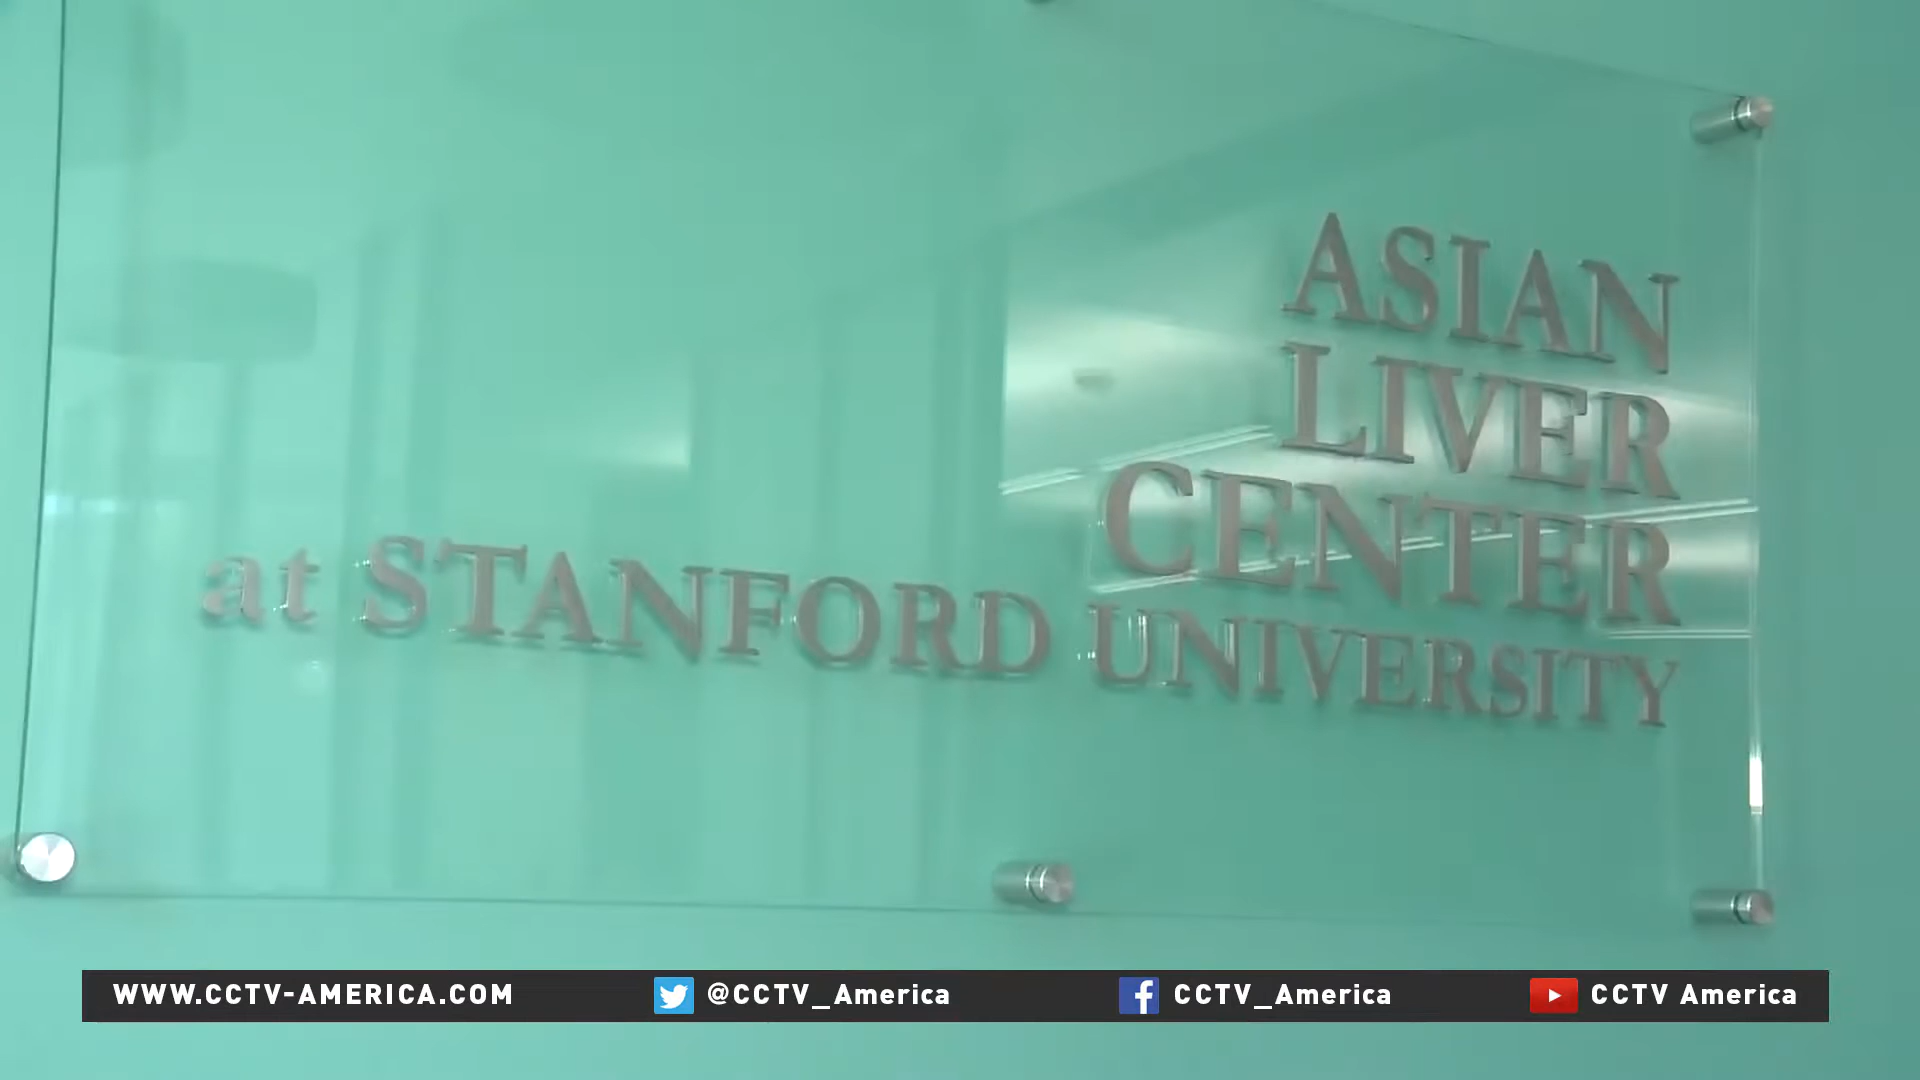 ASIAN
LIVER
CENTER
at STANFORD UNIVERSITY
WWW.CCTV-AMERICA.COM @CCTV_America CCTV_America CCTV America